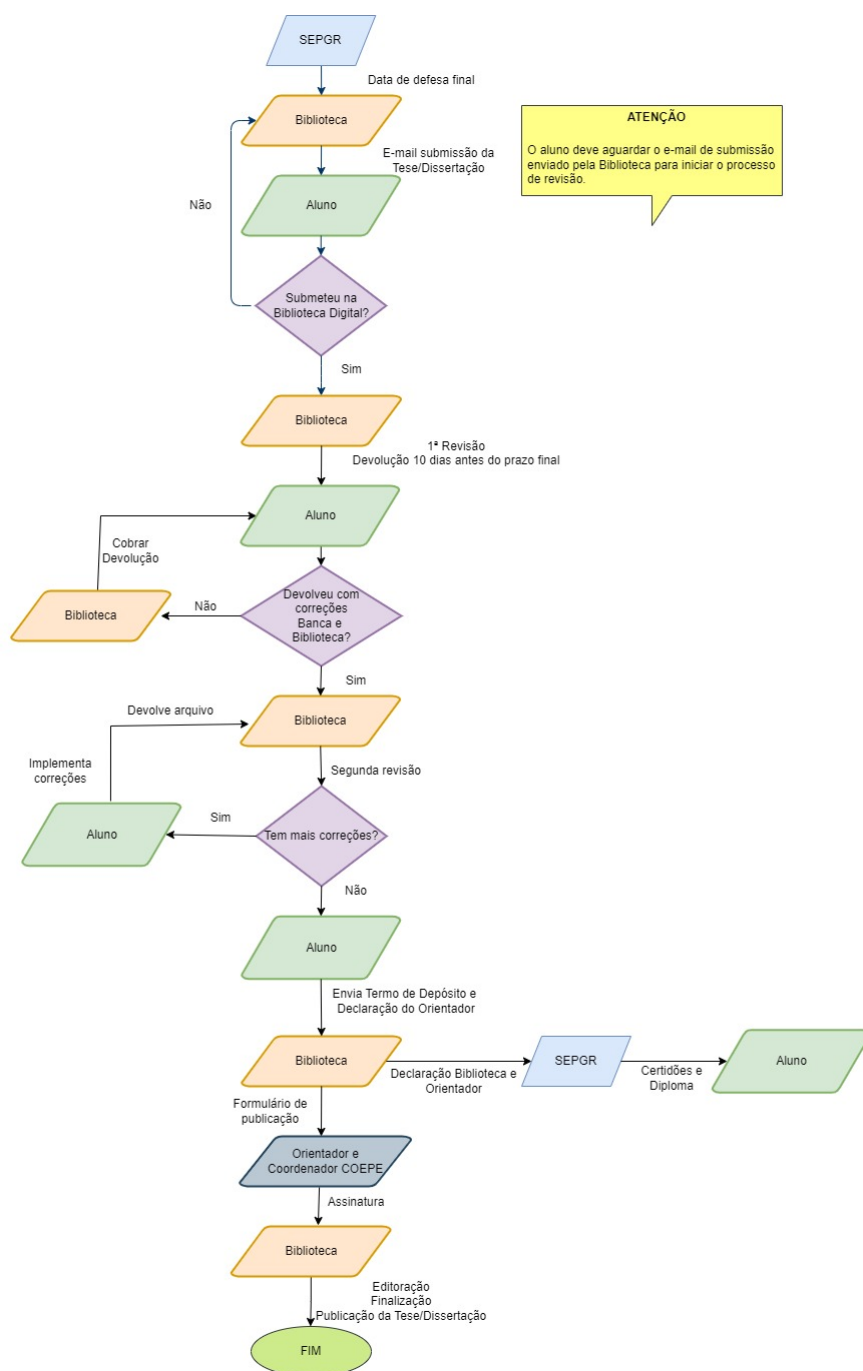 SEPGR
Data de defesa final
Biblioteca
ATENÇÃO
O aluno deve aguardar o e-mail de submissão
enviado pela Biblioteca para iniciar o processo
de revisão.
E-mail submissão da
Tese/Dissertação
Não
Aluno
Submeteu na
Biblioteca Digital?
Sim
Biblioteca
1ª Revisão
Devolução 10 dias antes do prazo final
Aluno
Cobrar
Devolução
Devolveu com
correções
Banca e
Biblioteca?
Não
Biblioteca
Sim
Devolve arquivo
Biblioteca
Implementa
correções
Segunda revisão
Sim
Aluno
Tem mais correções?
Não
Aluno
Envia Termo de Depósito e
Declaração do Orientador
Biblioteca
Declaração Biblioteca e
Orientador
SEPGR
Certidões e
Diploma
Aluno
Formulário de
publicação
Orientador e
Coordenador COEPE
Assinatura
Biblioteca
Editoração
Finalização
Publicação da Tese/Dissertação
FIM